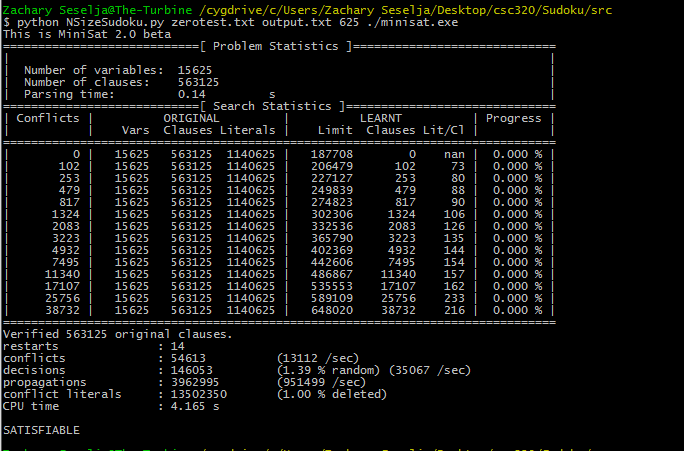 Zachary Seselja@The-Turbine /cygdrive/c/Users/Zachary Seselja/Desktop/csc320/Sudoku/src
$ python NSizeSudoku.py zerotest.txt output.txt 625 ./minisat.exe
This is MiniSat 2.0 beta
============================[ Problem Statistics ]=============================
|                                                                             |
|  Number of variables:  15625                                                |
|  Number of clauses:    563125                                               |
|  Parsing time:         0.14         s                                       |
============================[ Search Statistics ]==============================
| Conflicts |          ORIGINAL         |          LEARNT          | Progress |
|           |    Vars  Clauses Literals |    Limit  Clauses Lit/Cl |          |
===============================================================================
|         0 |   15625   563125  1140625 |   187708        0    nan |  0.000 % |
|       102 |   15625   563125  1140625 |   206479      102     73 |  0.000 % |
|       253 |   15625   563125  1140625 |   227127      253     80 |  0.000 % |
|       479 |   15625   563125  1140625 |   249839      479     88 |  0.000 % |
|       817 |   15625   563125  1140625 |   274823      817     90 |  0.000 % |
|      1324 |   15625   563125  1140625 |   302306     1324    106 |  0.000 % |
|      2083 |   15625   563125  1140625 |   332536     2083    126 |  0.000 % |
|      3223 |   15625   563125  1140625 |   365790     3223    135 |  0.000 % |
|      4932 |   15625   563125  1140625 |   402369     4932    144 |  0.000 % |
|      7495 |   15625   563125  1140625 |   442606     7495    154 |  0.000 % |
|     11340 |   15625   563125  1140625 |   486867    11340    157 |  0.000 % |
|     17107 |   15625   563125  1140625 |   535553    17107    162 |  0.000 % |
|     25756 |   15625   563125  1140625 |   589109    25756    233 |  0.000 % |
|     38732 |   15625   563125  1140625 |   648020    38732    216 |  0.000 % |
===============================================================================
Verified 563125 original clauses.
restarts              : 14
conflicts             : 54613          (13112 /sec)
decisions             : 146053         (1.39 % random) (35067 /sec)
propagations          : 3962995        (951499 /sec)
conflict literals     : 13502350       (1.00 % deleted)
CPU time              : 4.165 s

SATISFIABLE